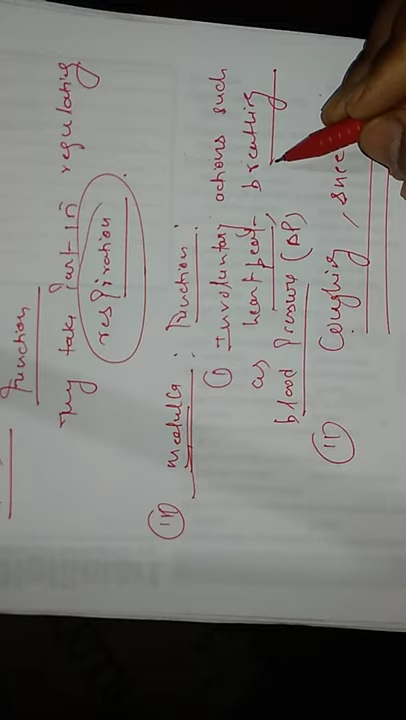 Function
They take Part in regulating
respiration
(iii) medulla : Function
(i) Involuntary actions such
as heart beat, breathing
blood Pressure (BP)
(ii) Coughing, snee